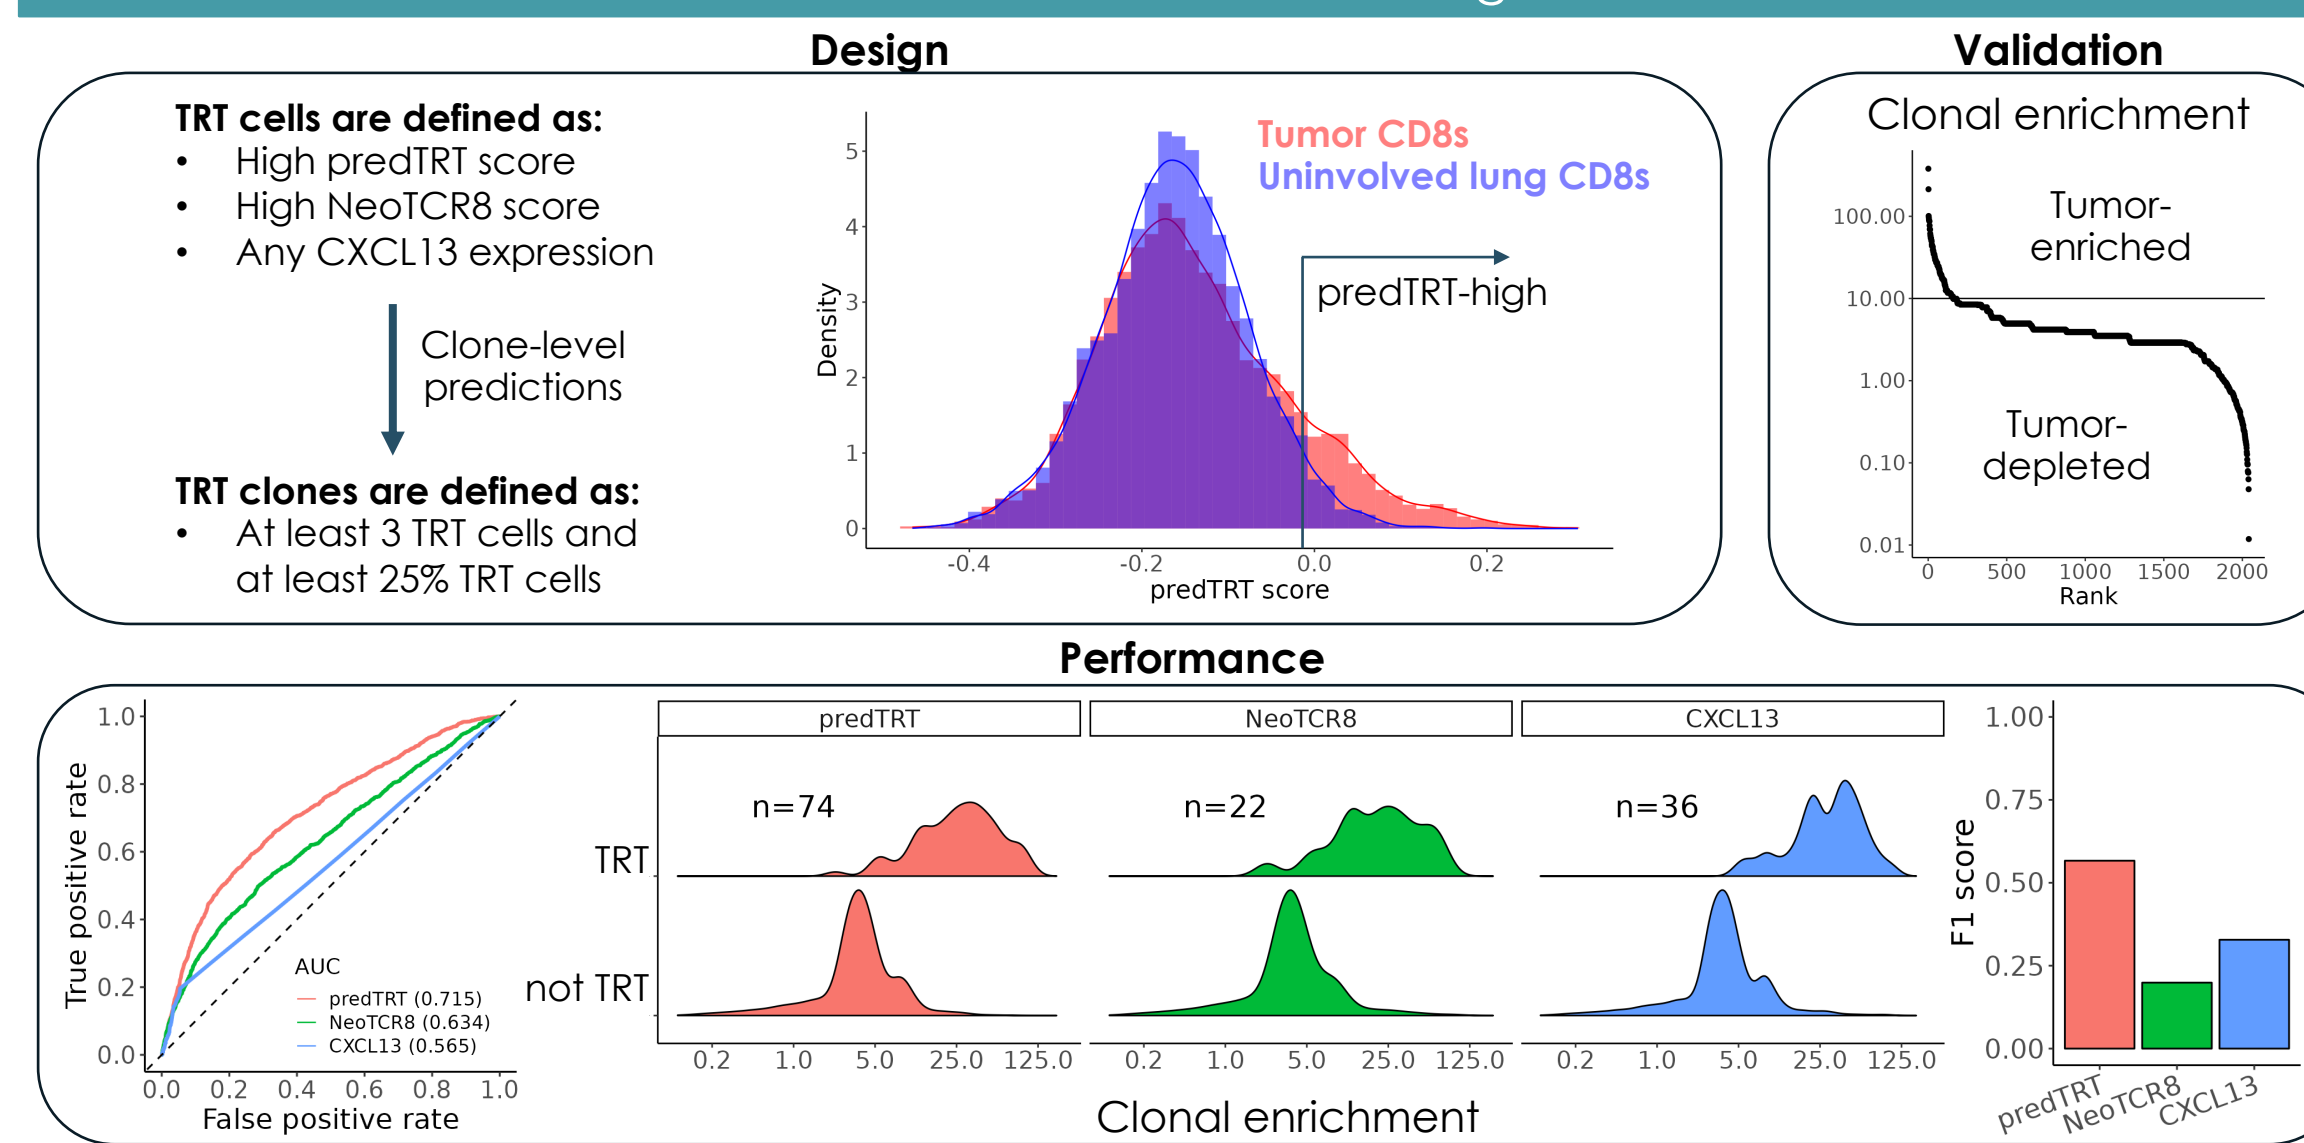 Design
TRT cells are defined as:
• High predTRT score
• High NeoTCR8 score
• Any CXCL13 expression
Clone-level
predictions
TRT clones are defined as:
• At least 3 TRT cells and
at least 25% TRT cells
Tumor CD8s
Uninvolved lung CD8s
predTRT-high
Density
5
4
3
2
1
0
-0.4 -0.2 0.0 0.2
predTRT score
Validation
Clonal enrichment
Tumor-
enriched
Tumor-
depleted
100.00
10.00
1.00
0.10
0.01
0 500 1000 1500 2000
Rank
Performance
True positive rate
1.0
0.8
0.6
0.4
0.2
0.0
AUC
predTRT (0.715)
NeoTCR8 (0.634)
CXCL13 (0.565)
0.0 0.2 0.4 0.6 0.8 1.0
False positive rate
predTRT NeoTCR8 CXCL13
n=74 n=22 n=36
TRT
not TRT
0.2 1.0 5.0 25.0 125.0 0.2 1.0 5.0 25.0 125.0 0.2 1.0 5.0 25.0 125.0
Clonal enrichment
F1 score
1.00
0.75
0.50
0.25
0.00
predTRT
NeoTCR8
CXCL13